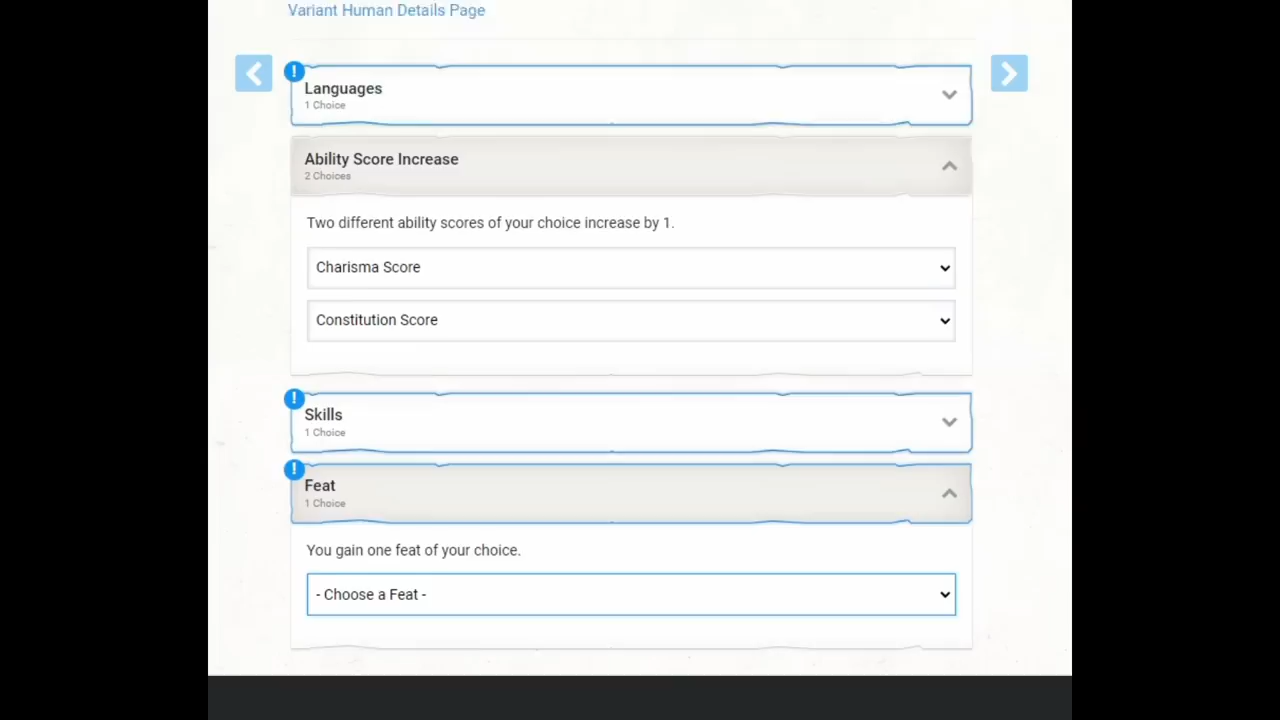 Variant Human Details Page
!
Languages
1 Choice
Ability Score Increase
2 Choices
Two different ability scores of your choice increase by 1.
Charisma Score
Constitution Score
!
Skills
1 Choice
!
Feat
1 Choice
You gain one feat of your choice.
- Choose a Feat -